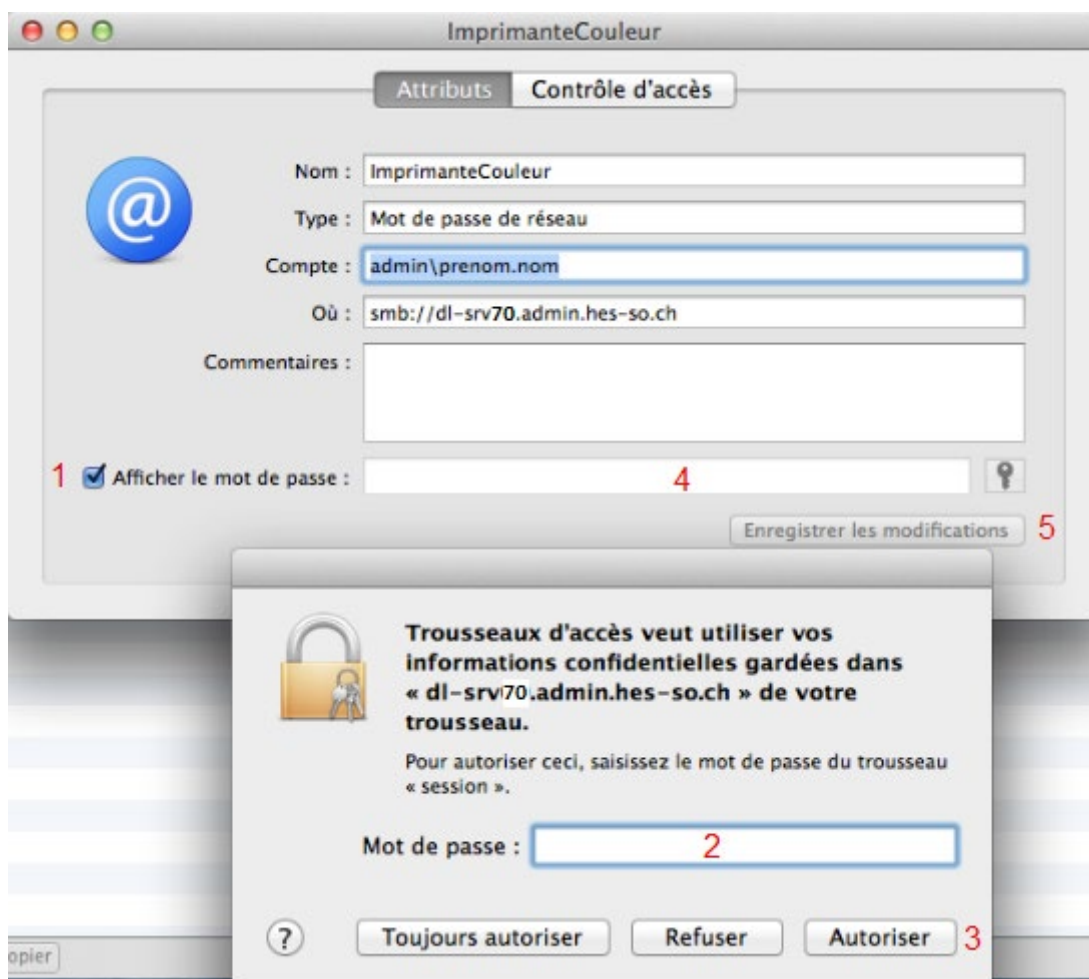 ImprimanteCouleur
Attributs Contrôle d'accès
Nom : ImprimanteCouleur
Type : Mot de passe de réseau
Compte : admin\prenom.nom
Où : smb://dl-srv70.admin.hes-so.ch
Commentaires :
1 Afficher le mot de passe : 4
Enregistrer les modifications 5
Trousseaux d'accès veut utiliser vos
informations confidentielles gardées dans
« dl-srv70.admin.hes-so.ch » de votre
trousseau.
Pour autoriser ceci, saisissez le mot de passe du trousseau
« session ».
Mot de passe : 2
? Toujours autoriser Refuser Autoriser 3
opier